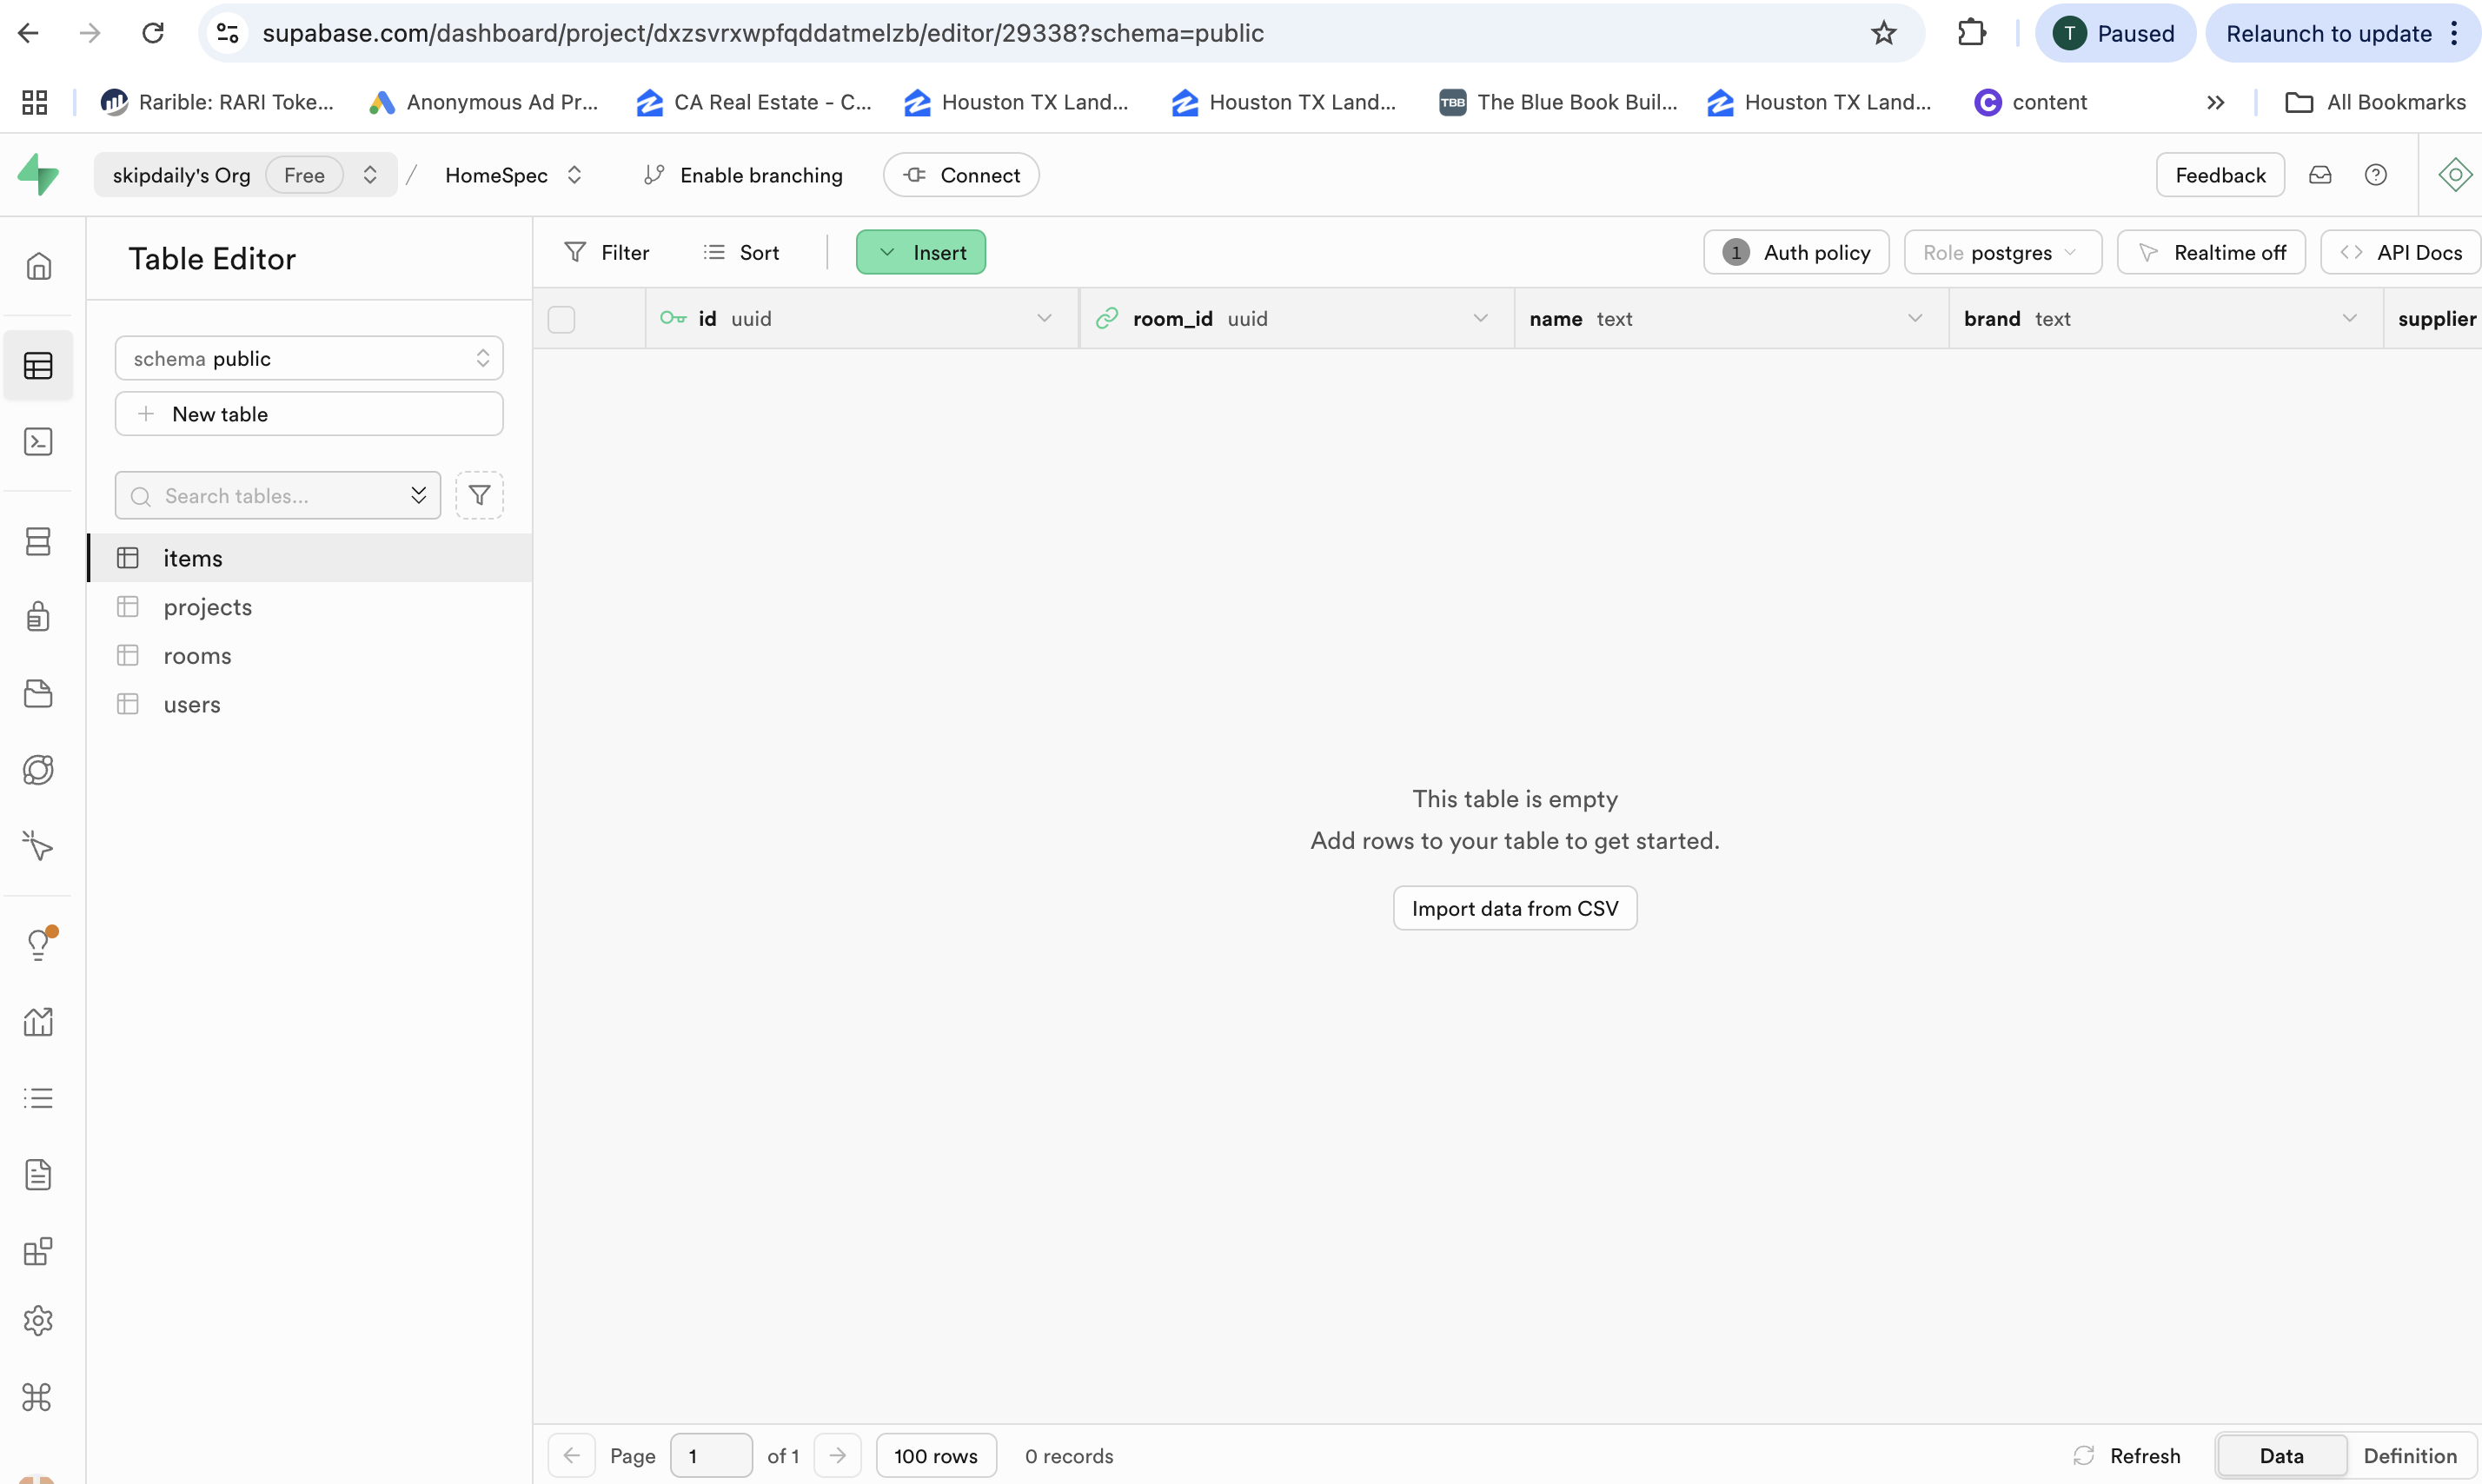 supabase.com/dashboard/project/dxzsvrxwpfqddatmelzb/editor/29338?schema=public
T Paused
Relaunch to update
Rarible: RARI Toke...
Anonymous Ad Pr...
CA Real Estate - C...
Houston TX Land...
Houston TX Land...
TBB The Blue Book Buil...
Houston TX Land...
C content
All Bookmarks
skipdaily's Org Free / HomeSpec
Enable branching
Connect
Feedback
Table Editor
Filter
Sort
Insert
1 Auth policy
Role postgres
Realtime off
API Docs
id uuid
room_id uuid
name text
brand text
supplier
schema public
New table
Search tables...
items
projects
rooms
users
This table is empty
Add rows to your table to get started.
Import data from CSV
Page 1 of 1
100 rows
0 records
Refresh
Data
Definition